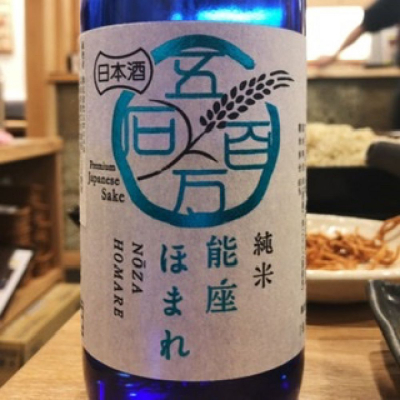 日本酒
五百万石
Premium
Japanese
Sake
純米
能座
ほまれ
NŌZA
HOMARE